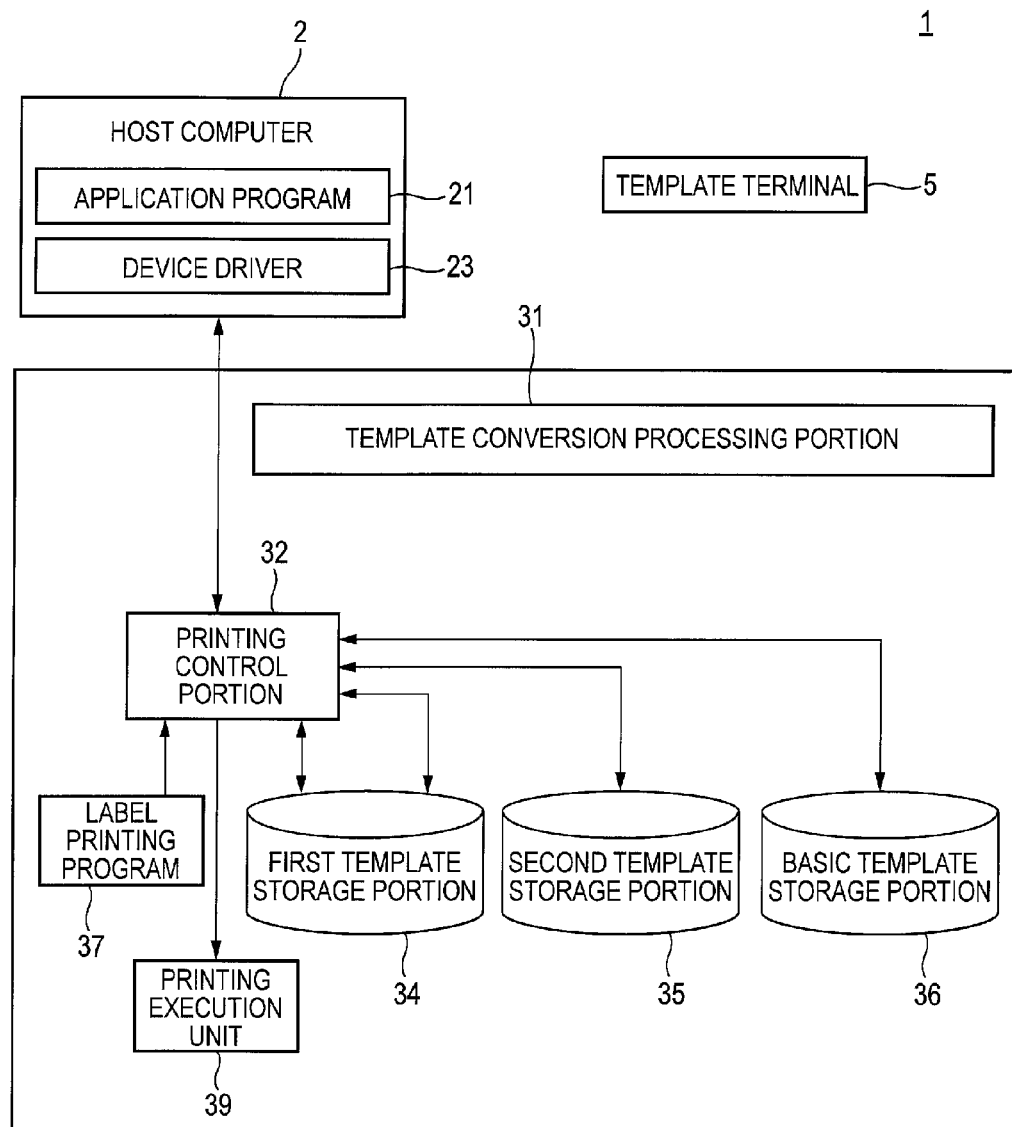 1
2
HOST COMPUTER
APPLICATION PROGRAM
21
DEVICE DRIVER
23
TEMPLATE TERMINAL
5
31
TEMPLATE CONVERSION PROCESSING PORTION
32
PRINTING
CONTROL
PORTION
LABEL
PRINTING
PROGRAM
37
FIRST TEMPLATE
STORAGE PORTION
34
SECOND TEMPLATE
STORAGE PORTION
35
BASIC TEMPLATE
STORAGE PORTION
36
PRINTING
EXECUTION
UNIT
39